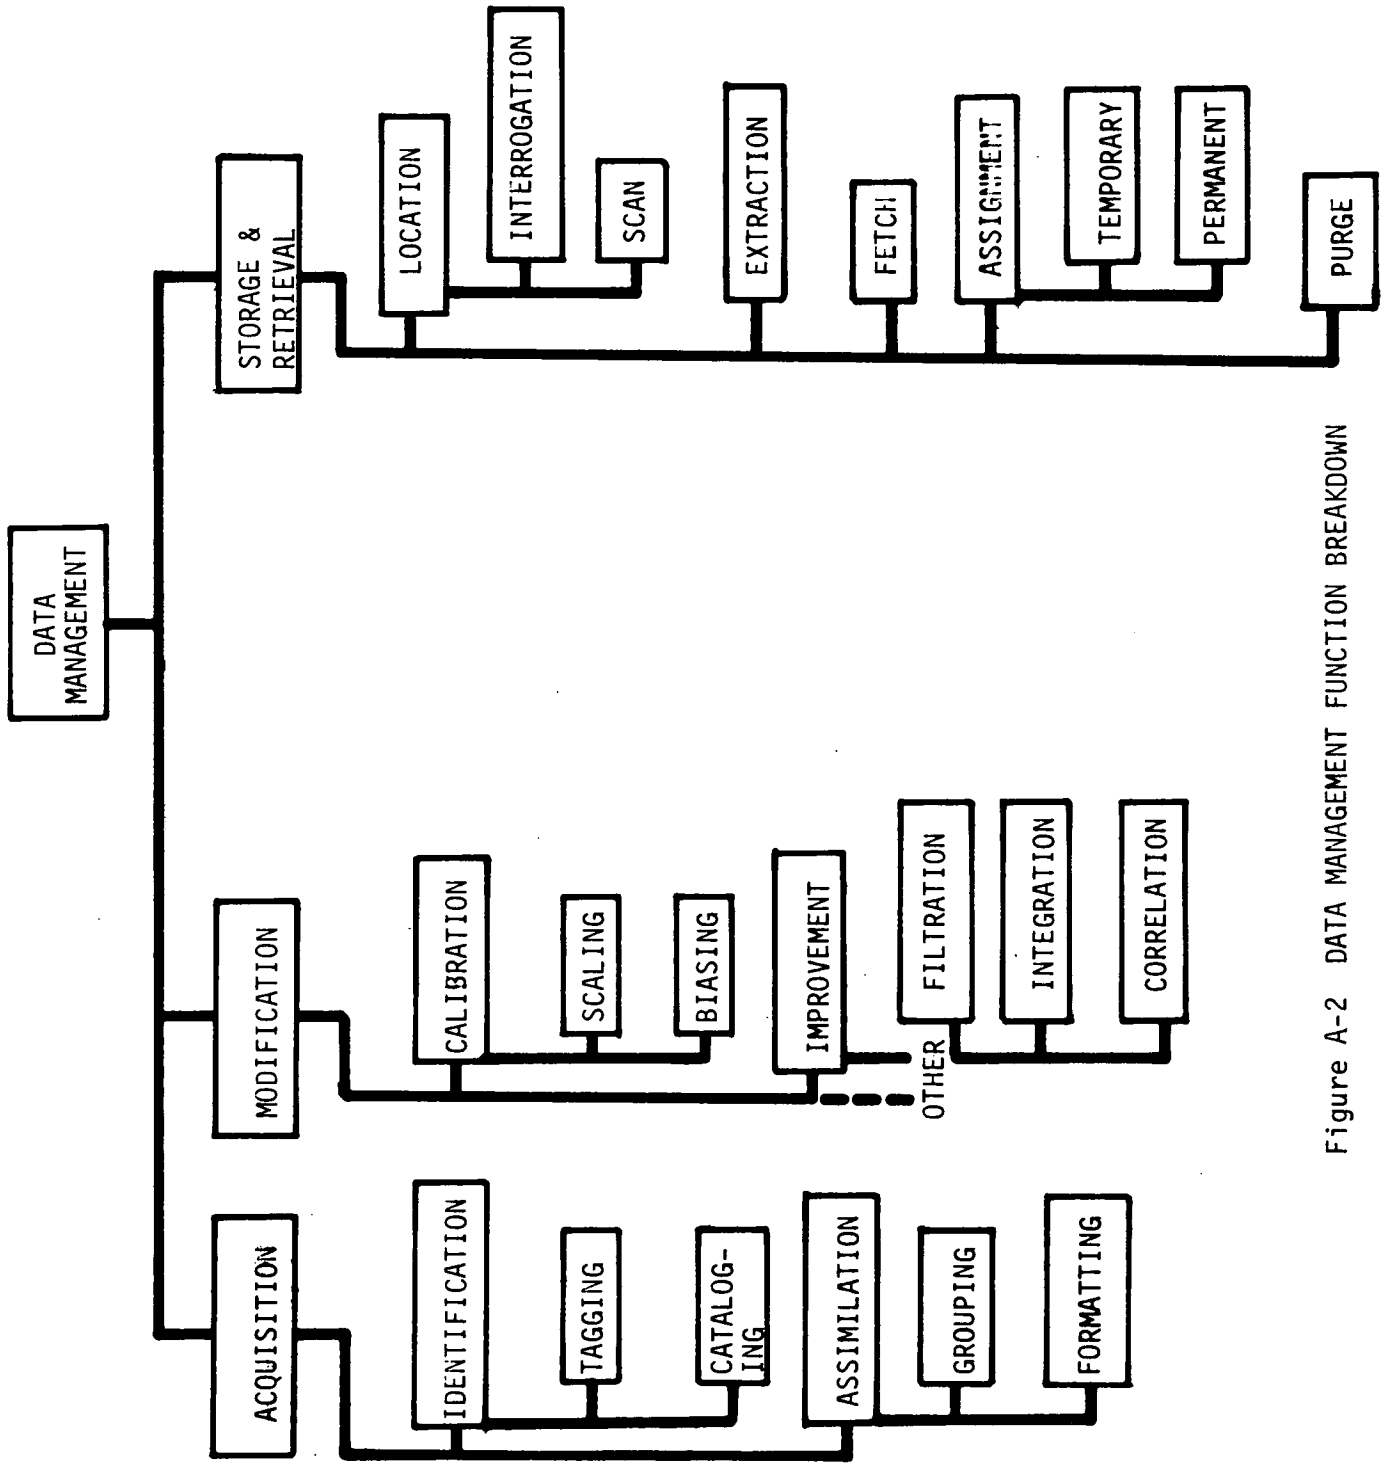 DATA
MANAGEMENT
ACQUISITION
IDENTIFICATION
TAGGING
CATALOG-
ING
ASSIMILATION
GROUPING
FORMATTING
MODIFICATION
CALIBRATION
SCALING
BIASING
IMPROVEMENT
OTHER
FILTRATION
INTEGRATION
CORRELATION
STORAGE &
RETRIEVAL
LOCATION
INTERROGATION
SCAN
EXTRACTION
FETCH
ASSIGNMENT
TEMPORARY
PERMANENT
PURGE
Figure A-2 DATA MANAGEMENT FUNCTION BREAKDOWN